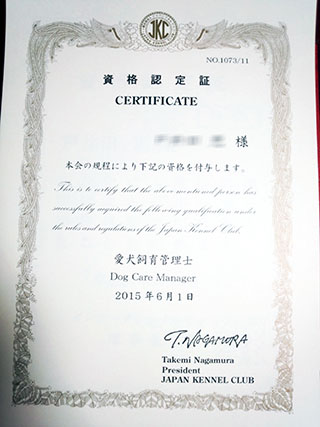 JKC
NO.1073/11
資格認定証
CERTIFICATE
様
本会の規程により下記の資格を付与します。
This is to certify that the above mentioned person has
successfully acquired the following qualification under
the rules and regulations of the Japan Kennel Club.
愛犬飼育管理士
Dog Care Manager
2015年6月1日
T. NAGAMURA
Takemi Nagamura
President
JAPAN KENNEL CLUB